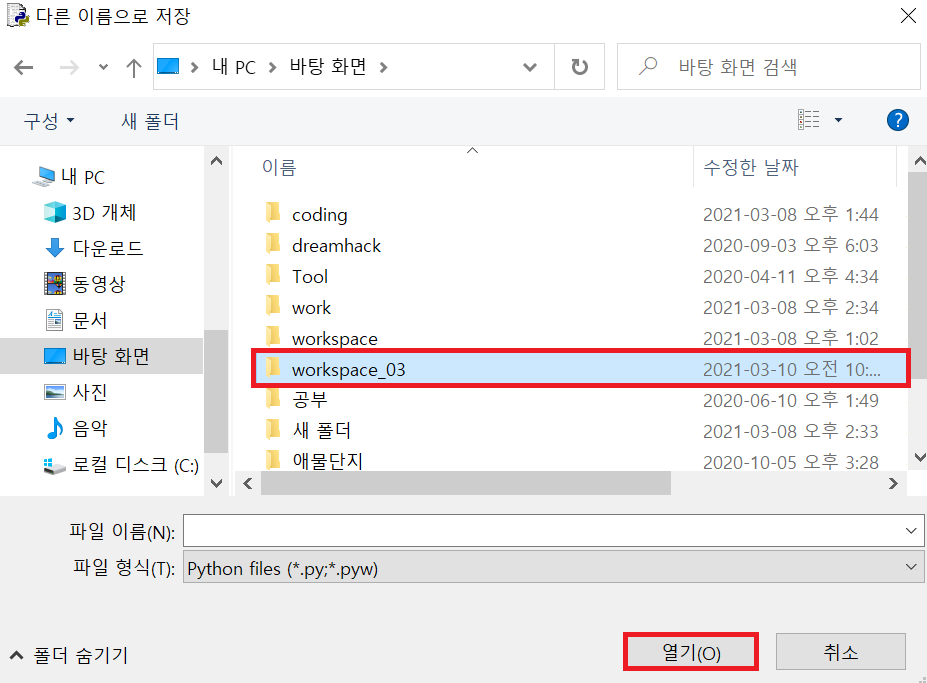 다른 이름으로 저장
내 PC > 바탕 화면 >
바탕 화면 검색
구성 새 폴더
?
내 PC
3D 개체
다운로드
동영상
문서
바탕 화면
사진
음악
로컬 디스크 (C:)
이름 수정한 날짜
coding 2021-03-08 오후 1:44
dreamhack 2020-09-03 오후 6:03
Tool 2020-04-11 오후 4:34
work 2021-03-08 오후 2:34
workspace 2021-03-08 오후 1:02
workspace_03 2021-03-10 오전 10:...
공부 2020-06-10 오후 1:49
새 폴더 2021-03-08 오후 2:33
애물단지 2020-10-05 오후 3:28
파일 이름(N):
파일 형식(T): Python files (*.py;*.pyw)
폴더 숨기기
열기(O) 취소